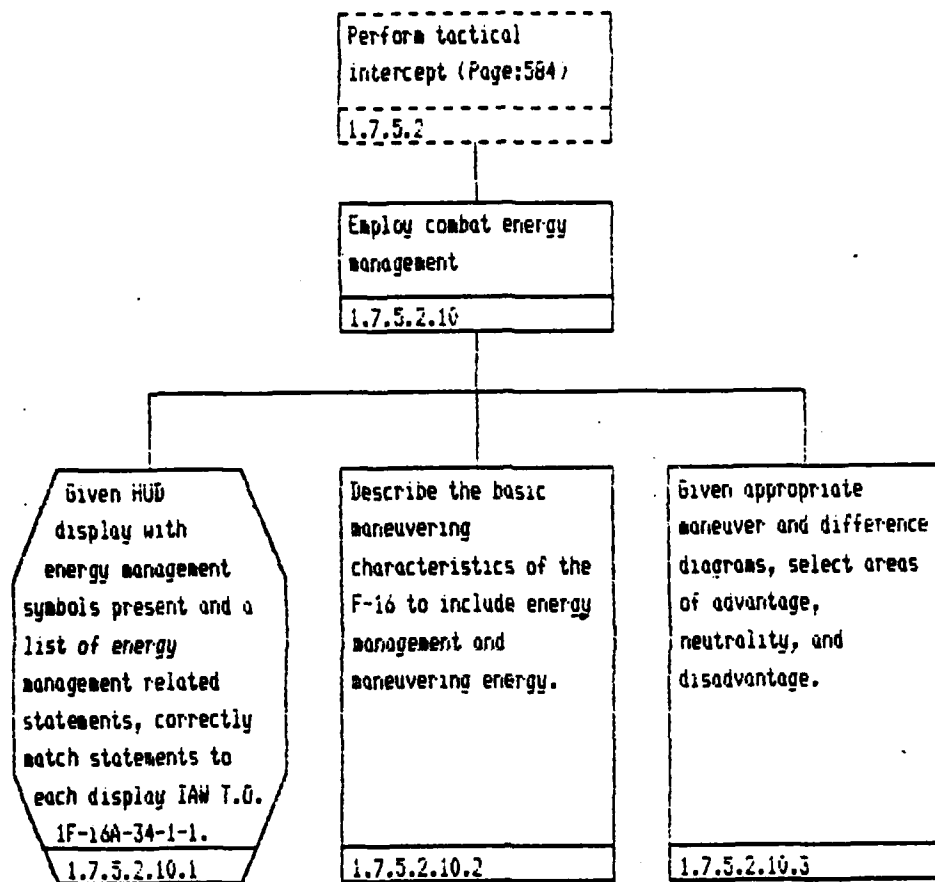 Perform tactical
intercept (Page:584)
1.7.5.2
Employ combat energy
management
1.7.5.2.10
Given HUD
display with
energy management
symbols present and a
list of energy
management related
statements, correctly
match statements to
each display IAW T.O.
1F-16A-34-1-1.
1.7.5.2.10.1
Describe the basic
maneuvering
characteristics of the
F-16 to include energy
management and
maneuvering energy.
1.7.5.2.10.2
Given appropriate
maneuver and difference
diagrams, select areas
of advantage,
neutrality, and
disadvantage.
1.7.5.2.10.3